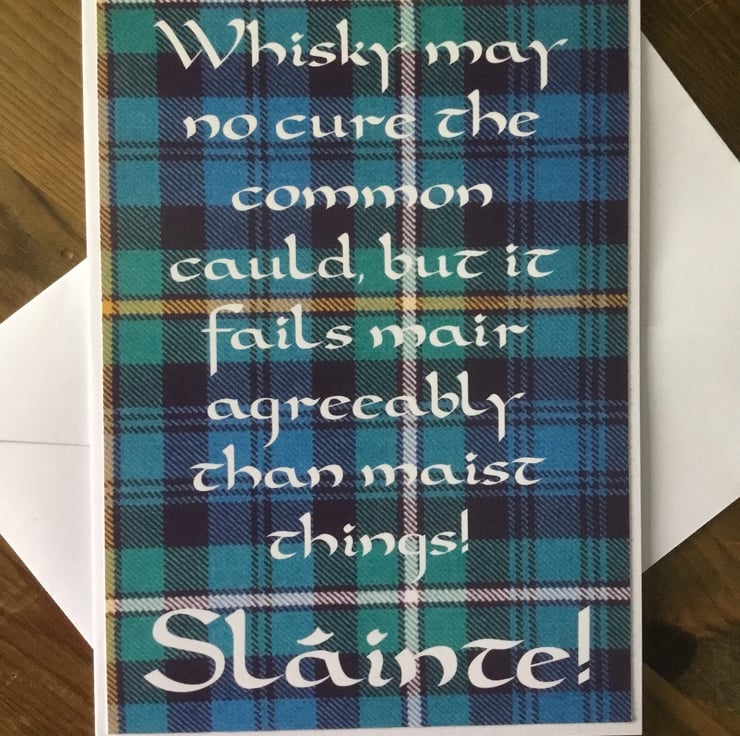 Whisky may
no cure the
common
cauld, but it
fails mair
agreeably
than maist
things!
Sláinte!